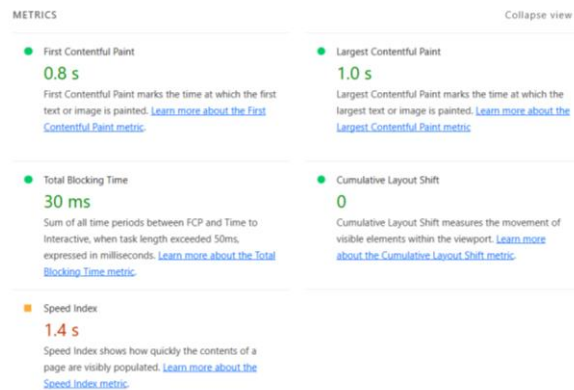 METRICS
Collapse view
First Contentful Paint
0.8 s
First Contentful Paint marks the time at which the first
text or image is painted. Learn more about the First
Contentful Paint metric.
Largest Contentful Paint
1.0 s
Largest Contentful Paint marks the time at which the
largest text or image is painted. Learn more about the
Largest Contentful Paint metric
Total Blocking Time
30 ms
Sum of all time periods between FCP and Time to
Interactive, when task length exceeded 50ms,
expressed in milliseconds. Learn more about the Total
Blocking Time metric.
Cumulative Layout Shift
0
Cumulative Layout Shift measures the movement of
visible elements within the viewport. Learn more
about the Cumulative Layout Shift metric.
Speed Index
1.4 s
Speed Index shows how quickly the contents of a
page are visibly populated. Learn more about the
Speed Index metric.